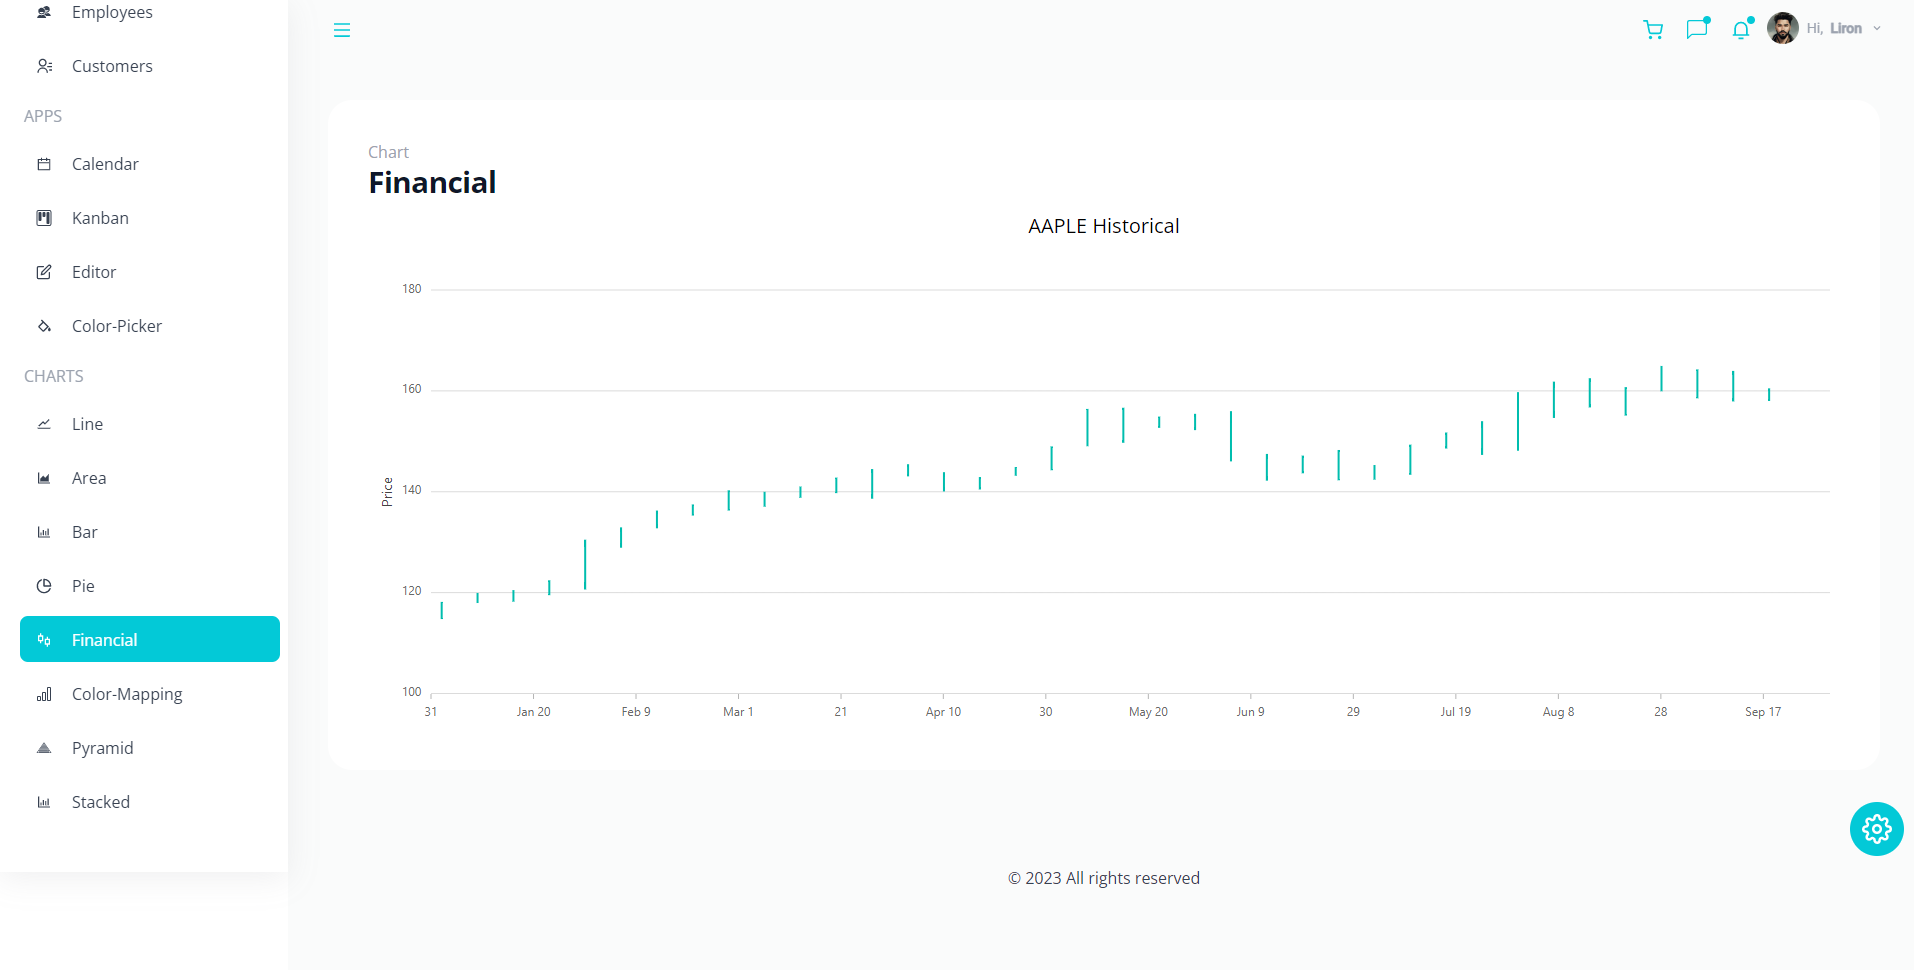 Employees
Customers
APPS
Calendar
Kanban
Editor
Color-Picker
CHARTS
Line
Area
Bar
Pie
Financial
Color-Mapping
Pyramid
Stacked
Hi, Liron
Chart
Financial
AAPLE Historical
Price
180
160
140
120
100
31 Jan 20 Feb 9 Mar 1 21 Apr 10 30 May 20 Jun 9 29 Jul 19 Aug 8 28 Sep 17
© 2023 All rights reserved